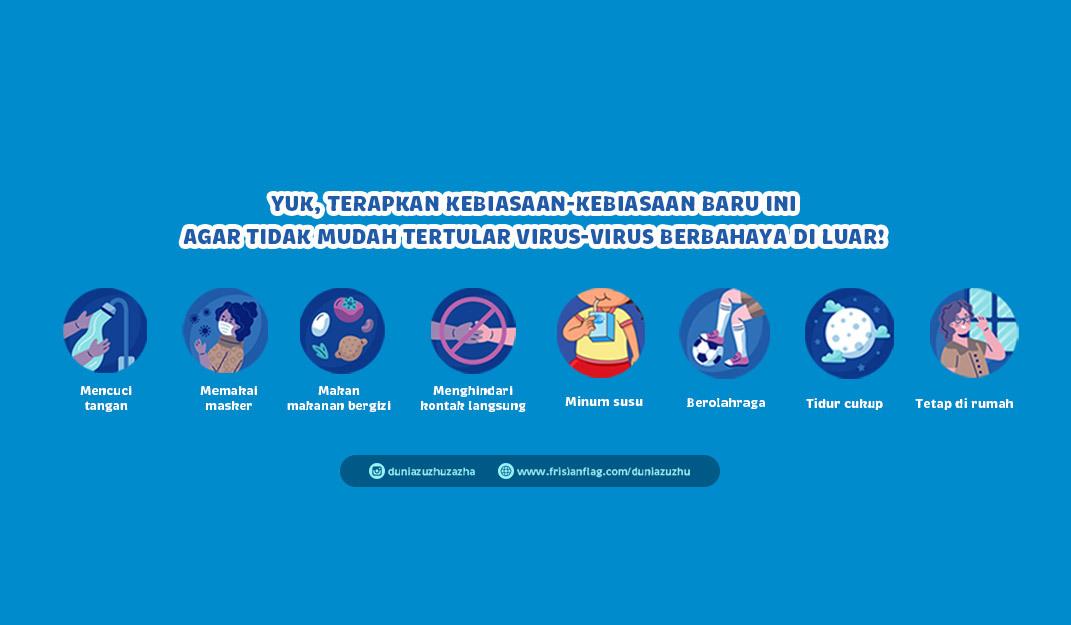 YUK, TERAPKAN KEBIASAAN-KEBIASAAN BARU INI
AGAR TIDAK MUDAH TERTULAR VIRUS-VIRUS BERBAHAYA DI LUAR!
Mencuci
tangan
Memakai
masker
Makan
makanan bergizi
Menghindari
kontak langsung
Minum susu
Berolahraga
Tidur cukup
Tetap di rumah
duniazuzhuzazha
www.frisianflag.com/duniazuzhu